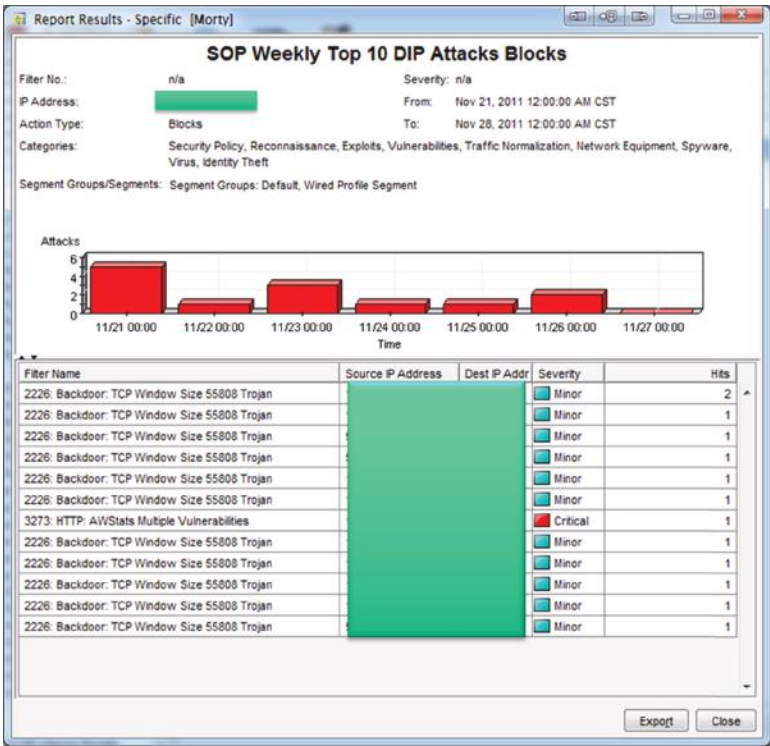 Report Results - Specific [Morty]
SOP Weekly Top 10 DIP Attacks Blocks
Filter No.: n/a Severity: n/a
IP Address: From: Nov 21, 2011 12:00:00 AM CST
Action Type: Blocks To: Nov 28, 2011 12:00:00 AM CST
Categories: Security Policy, Reconnaissance, Exploits, Vulnerabilities, Traffic Normalization, Network Equipment, Spyware,
Virus, Identity Theft
Segment Groups/Segments: Segment Groups: Default, Wired Profile Segment
Attacks
6
4
2
0
11/21 00:00 11/22 00:00 11/23 00:00 11/24 00:00 11/25 00:00 11/26 00:00 11/27 00:00
Time
Filter Name Source IP Address Dest IP Addr Severity Hits
2226: Backdoor: TCP Window Size 55808 Trojan Minor 2
2226: Backdoor: TCP Window Size 55808 Trojan Minor 1
2226: Backdoor: TCP Window Size 55808 Trojan Minor 1
2226: Backdoor: TCP Window Size 55808 Trojan Minor 1
2226: Backdoor: TCP Window Size 55808 Trojan Minor 1
2226: Backdoor: TCP Window Size 55808 Trojan Minor 1
3273: HTTP: AWStats Multiple Vulnerabilities Critical 1
2226: Backdoor: TCP Window Size 55808 Trojan Minor 1
2226: Backdoor: TCP Window Size 55808 Trojan Minor 1
2226: Backdoor: TCP Window Size 55808 Trojan Minor 1
2226: Backdoor: TCP Window Size 55808 Trojan Minor 1
Export Close